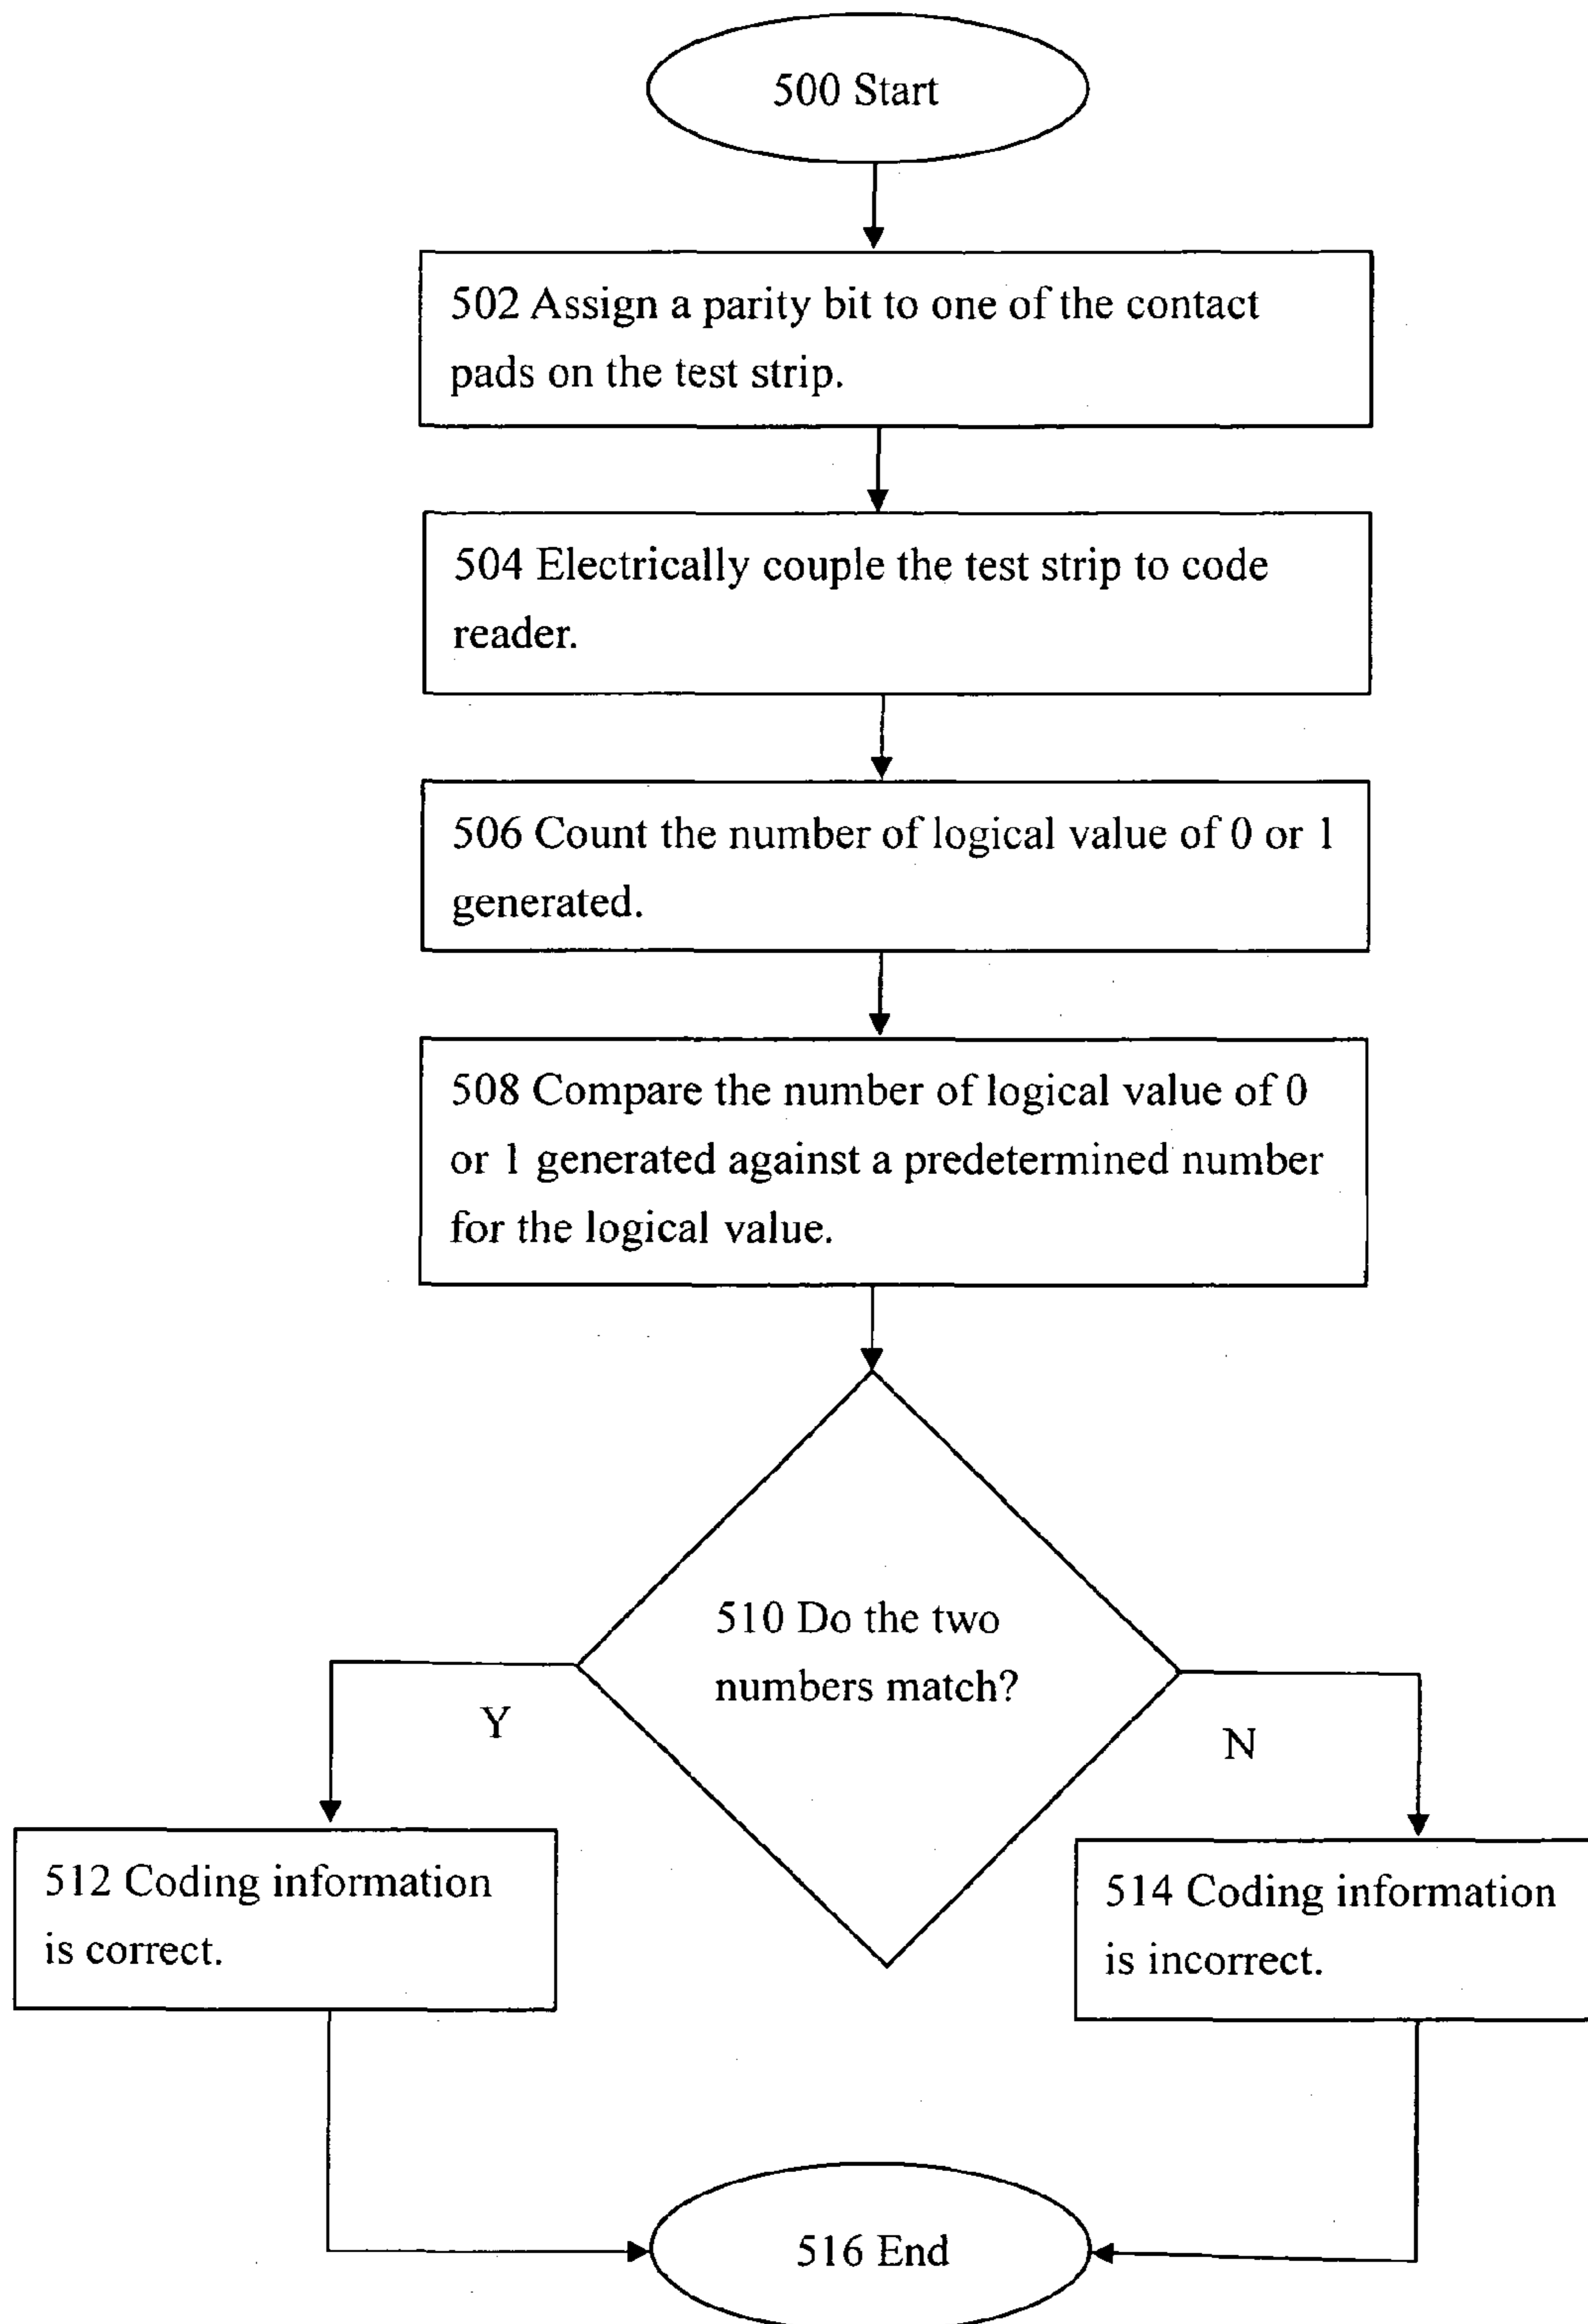 500 Start
502 Assign a parity bit to one of the contact
pads on the test strip.
504 Electrically couple the test strip to code
reader.
506 Count the number of logical value of 0 or 1
generated.
508 Compare the number of logical value of 0
or 1 generated against a predetermined number
for the logical value.
510 Do the two
numbers match?
Y
N
512 Coding information
is correct.
514 Coding information
is incorrect.
516 End